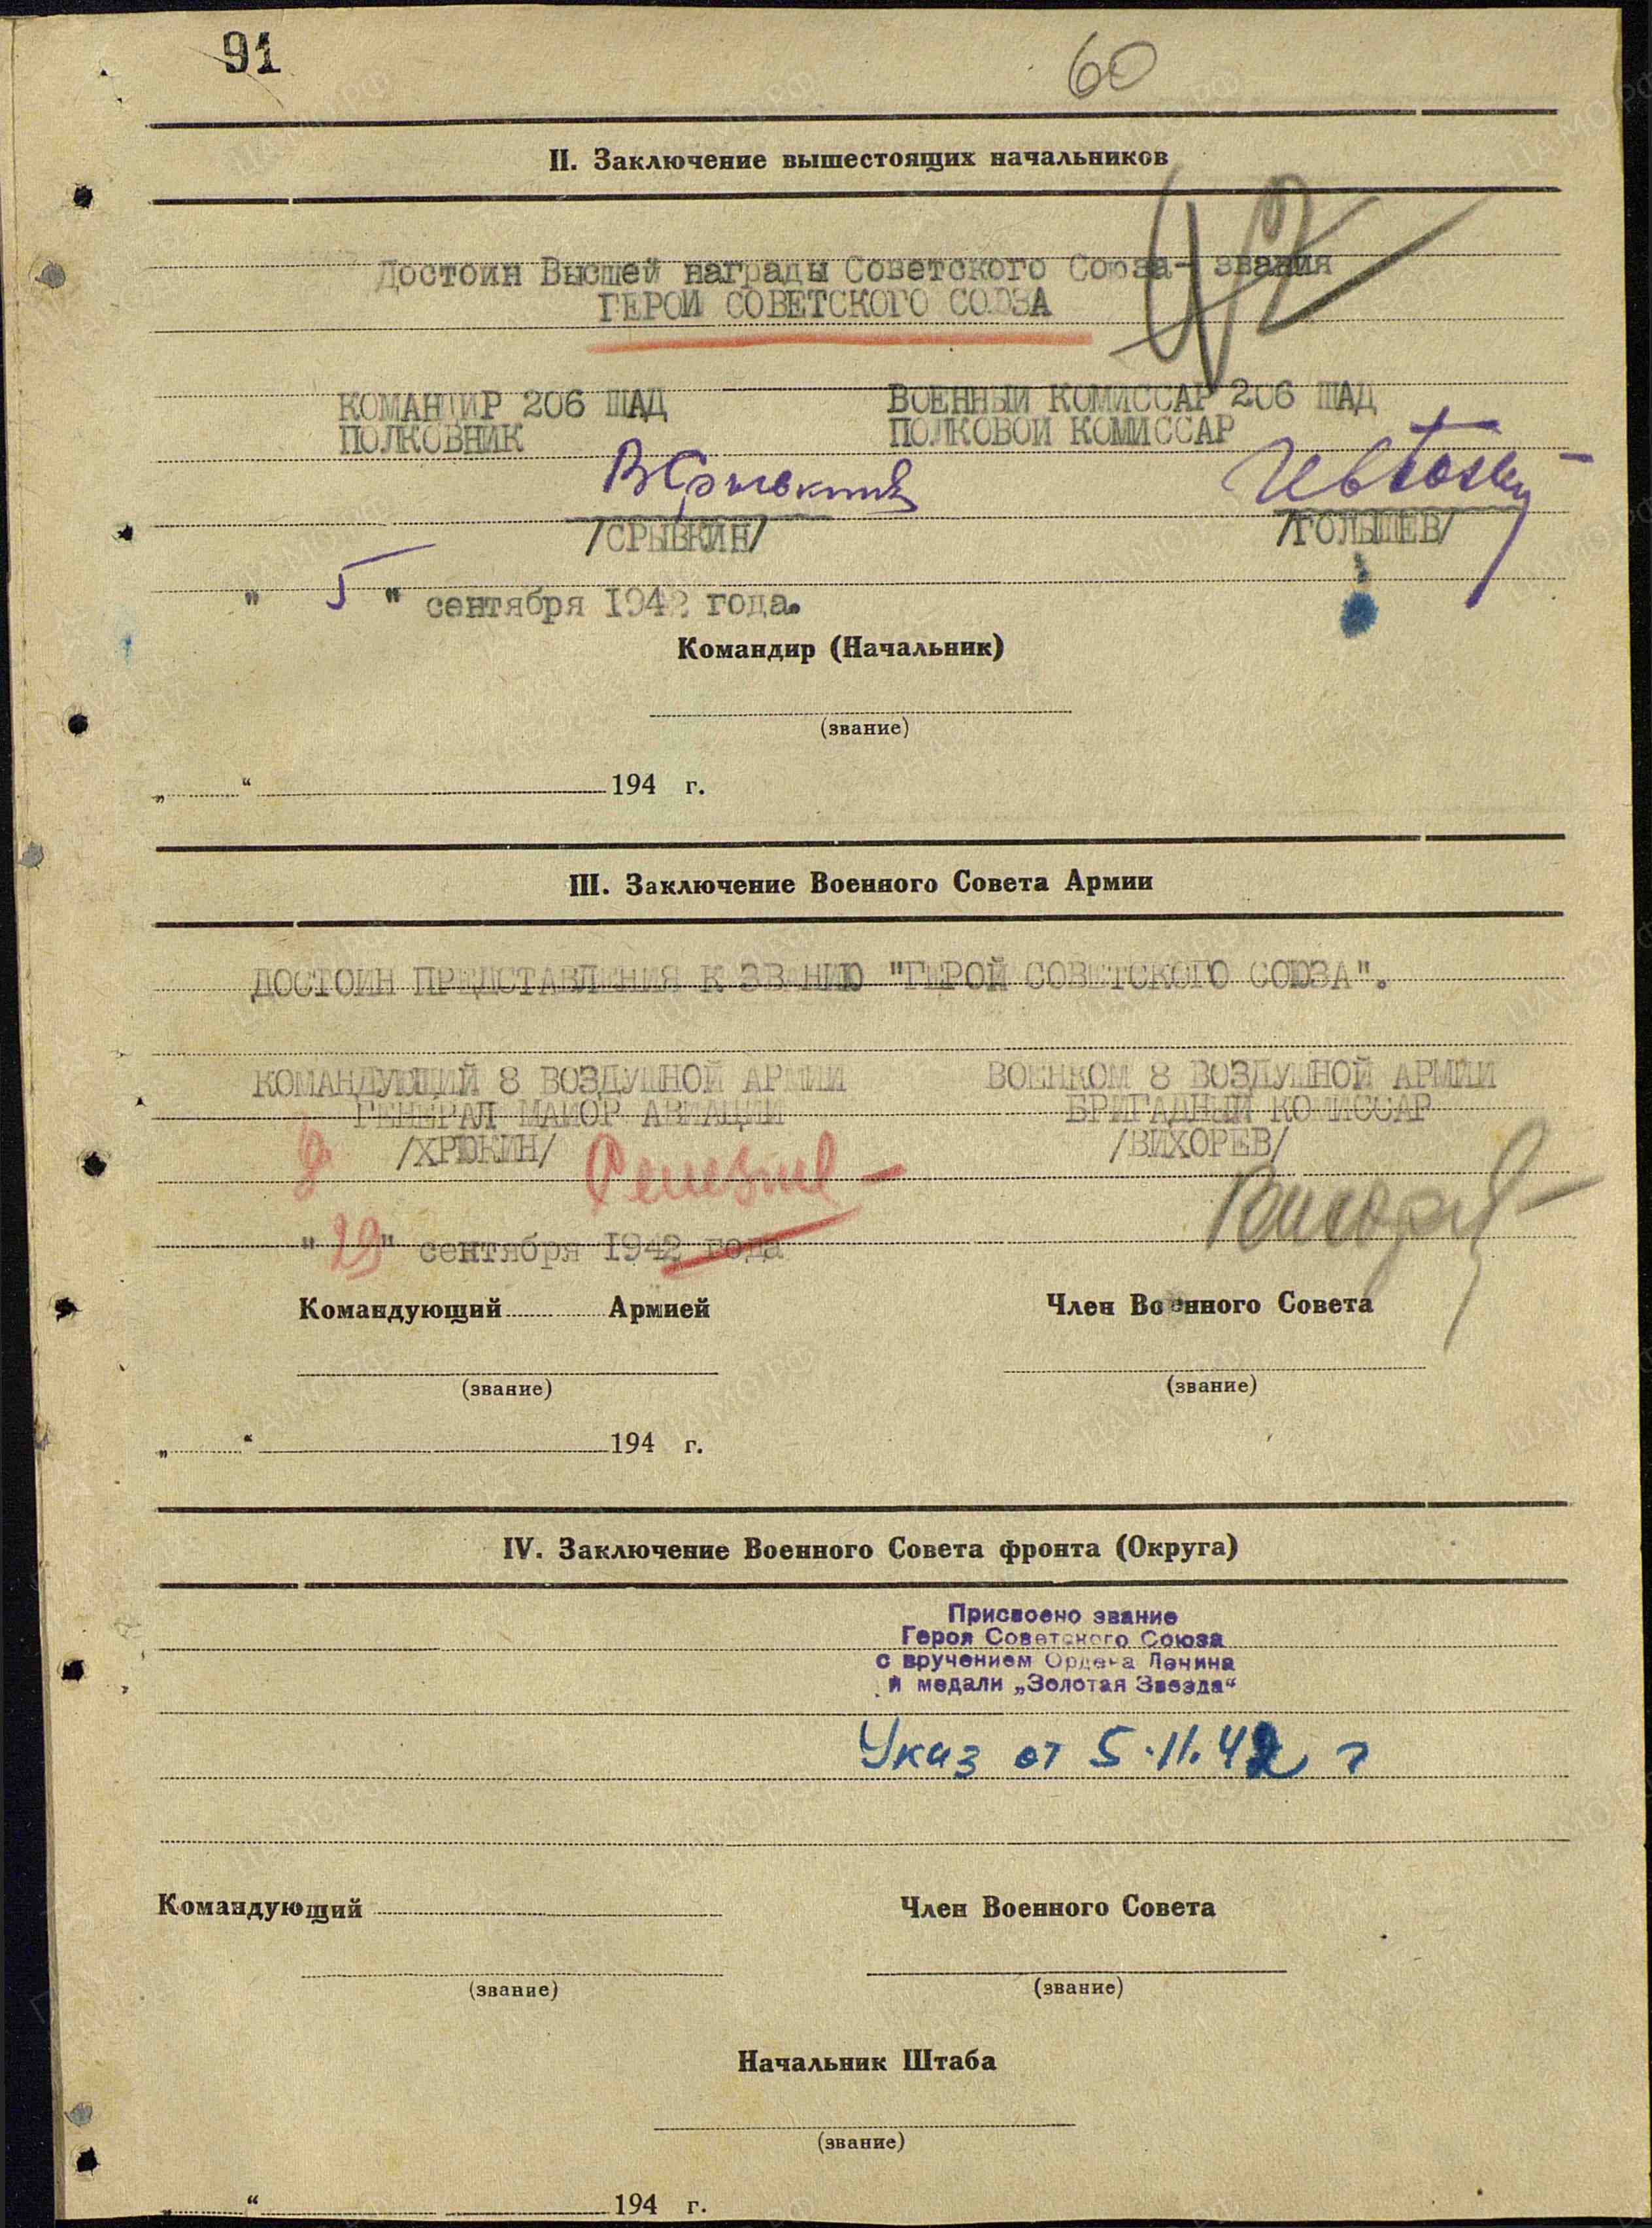 91
60
II. Заключение вышестоящих начальников
Достоин Высшей награды Советского Союза- звания
ГЕРОЙ СОВЕТСКОГО СОЮЗА
КОМАНДИР 206 ШАД
ПОЛКОВНИК
ВОЕННЫЙ КОМИССАР 206 ШАД
ПОЛКОВОЙ КОМИССАР
/СРЫВКИН/
/ТОЛЫШЕВ/
" 5 " сентября 1942 года.
Командир (Начальник)
(звание)
„ “ 194 г.
III. Заключение Военного Совета Армии
ДОСТОИН ПРЕДСТАВЛЕНИЯ К ЗВАНИЮ "ГЕРОЙ СОВЕТСКОГО СОЮЗА".
КОМАНДУЮЩИЙ 8 ВОЗДУШНОЙ АРМИИ
ГЕНЕРАЛ МАЙОР АВИАЦИИ
/ХРЮКИН/
ВОЕНКОМ 8 ВОЗДУШНОЙ АРМИИ
БРИГАДНЫЙ КОМИССАР
/ВИХОРЕВ/
"29" сентября 1942 года
Командующий Армией
Член Военного Совета
(звание)
(звание)
„ “ 194 г.
IV. Заключение Военного Совета фронта (Округа)
Присвоено звание
Героя Советского Союза
с вручением Ордена Ленина
и медали „Золотая Звезда“
Указ от 5.11.42 г
Командующий
Член Военного Совета
(звание)
(звание)
Начальник Штаба
(звание)
„ “ 194 г.